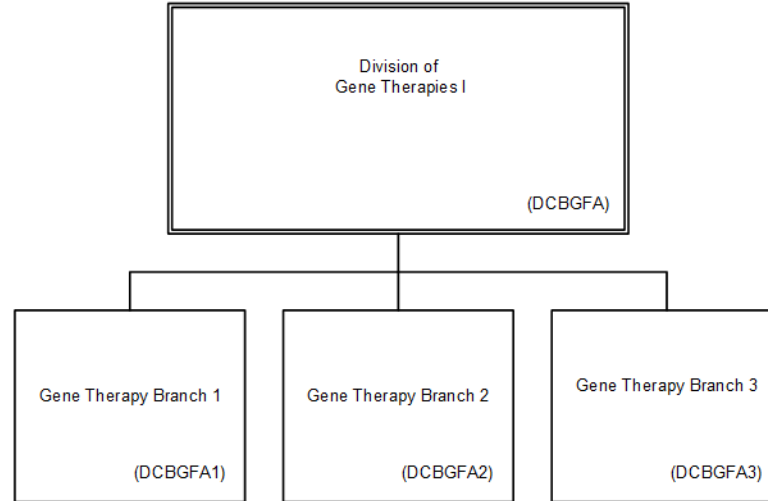 Division of
Gene Therapies I
(DCBGFA)
Gene Therapy Branch 1
(DCBGFA1)
Gene Therapy Branch 2
(DCBGFA2)
Gene Therapy Branch 3
(DCBGFA3)